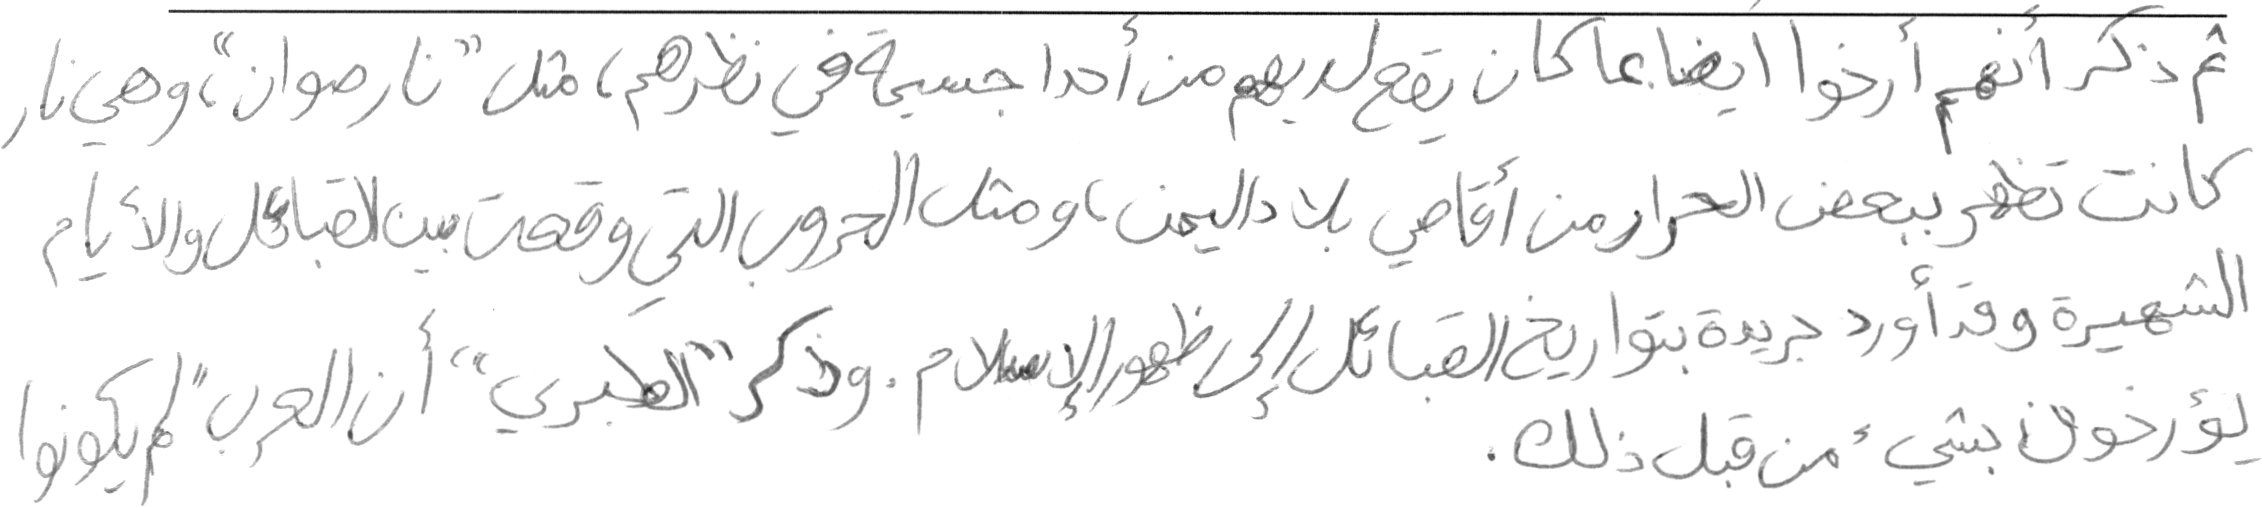 ثم ذكر أنهم أرخوا أيضا عا كان يقع لديهم من أحدا جسيمة في نظرهم، مثل "نار صوان"، وهي نار
كانت تظهر ببعض الحرار من أقاصي بلاد اليمن، ومثل الحروب التي وقعت بين القبائل والأيام
الشهيرة وقد أورد جريدة بتواريخ القبائل إلى ظهور الإسلام. وذكر "الطبري" أن العرب "لم يكونوا
يؤرخون بشيء من قبل ذلك.